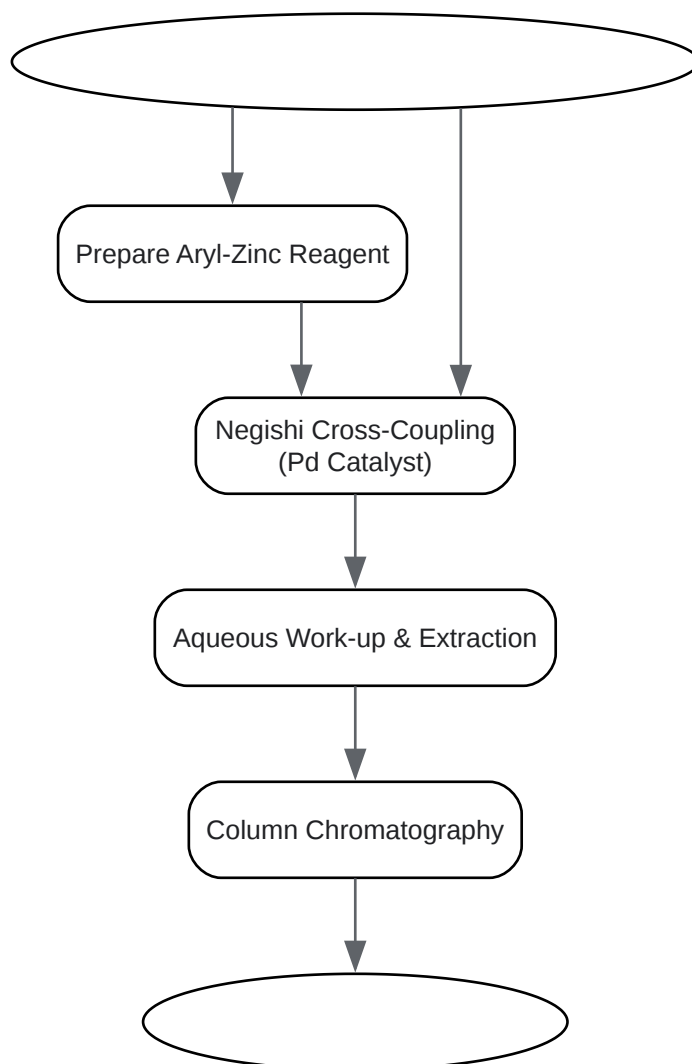 Prepare Aryl-Zinc Reagent
Negishi Cross-Coupling
(Pd Catalyst)
Aqueous Work-up & Extraction
Column Chromatography